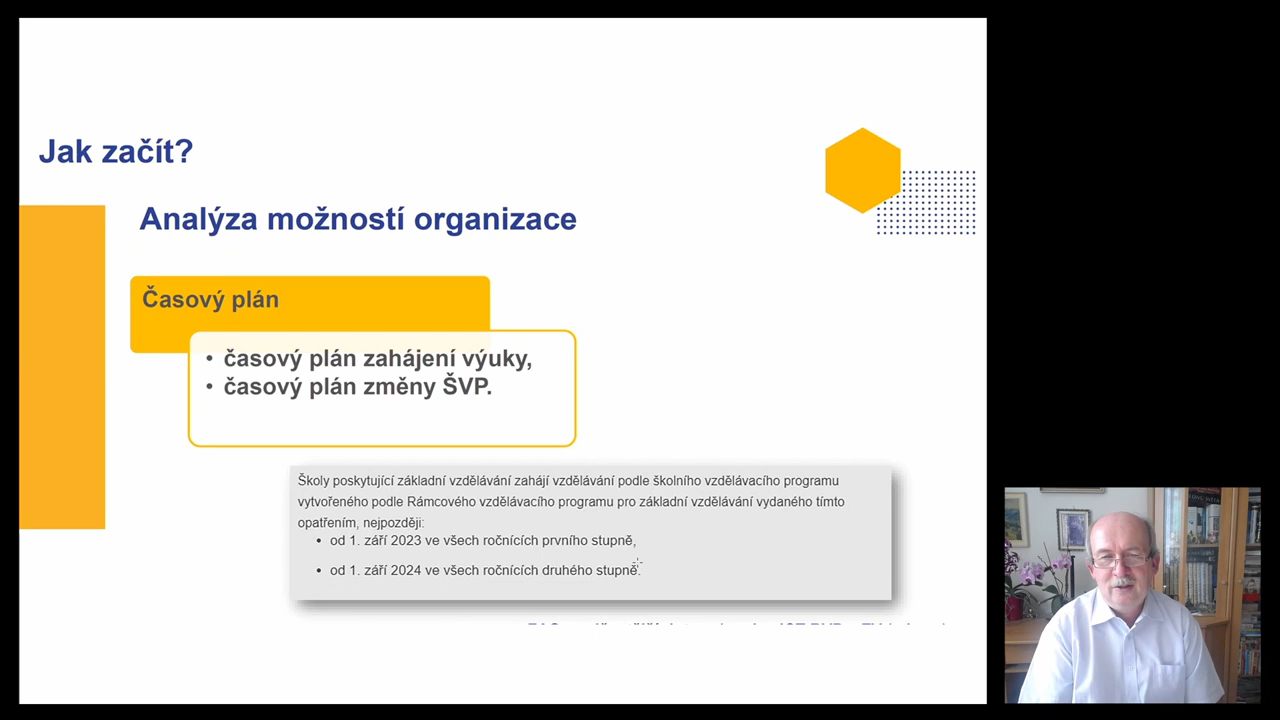 Jak začít?
Analýza možností organizace
Časový plán
• časový plán zahájení výuky,
• časový plán změny ŠVP.
Školy poskytující základní vzdělávání zahájí vzdělávání podle školního vzdělávacího programu
vytvořeného podle Rámcového vzdělávacího programu pro základní vzdělávání vydaného tímto
opatřením, nejpozději:
• od 1. září 2023 ve všech ročnících prvního stupně,
• od 1. září 2024 ve všech ročnících druhého stupně.